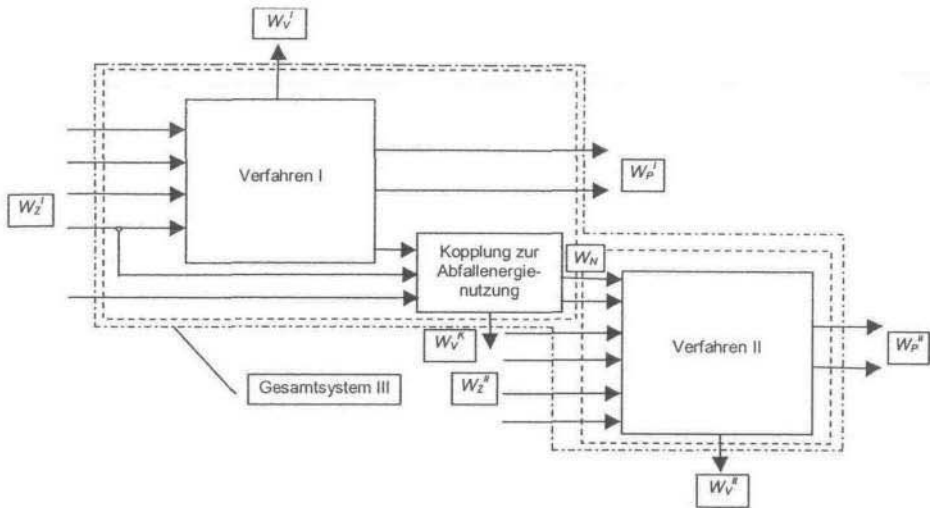 W_V^I
Verfahren I
W_P^I
W_Z^I
Kopplung zur
Abfallenergie-
nutzung
W_N
W_V^K
Verfahren II
W_P^II
W_Z^II
Gesamtsystem III
W_V^II